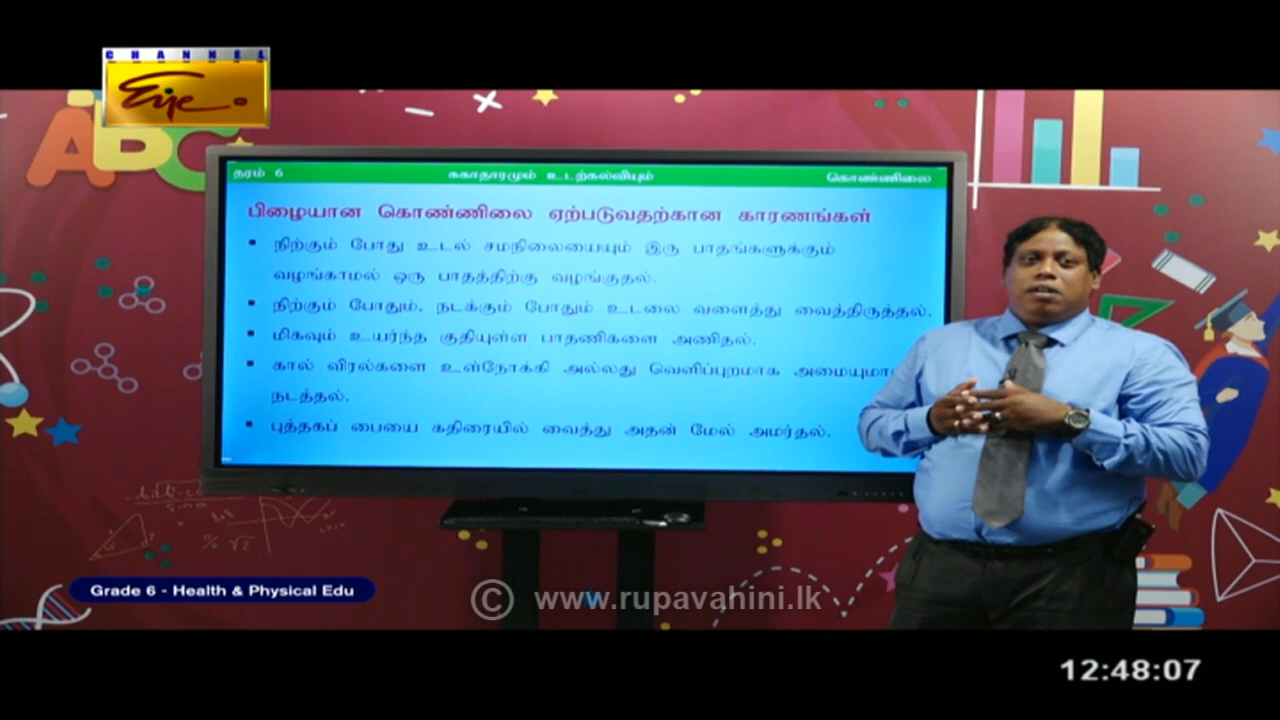 CHANNEL
Eye
ABC
தரம் 6 சுகாதாரமும் உடற்கல்வியும் கொண்ணிலை
பிழையான கொண்ணிலை ஏற்படுவதற்கான காரணங்கள்
▪ நிற்கும் போது உடல் சமநிலையையும் இரு பாதங்களுக்கும்
வழங்காமல் ஒரு பாதத்திற்கு வழங்குதல்.
▪ நிற்கும் போதும், நடக்கும் போதும் உடலை வளைத்து வைத்திருத்தல்.
▪ மிகவும் உயர்ந்த குதியுள்ள பாதணிகளை அணிதல்.
▪ கால் விரல்களை உள்நோக்கி அல்லது வெளிப்புறமாக
நடத்தல்.
▪ புத்தகப் பையை கதிரையில் வைத்து அதன் மேல் அமர்தல்.
% √2
Grade 6 - Health & Physical Edu
© www.rupavahini.lk
12:48:07